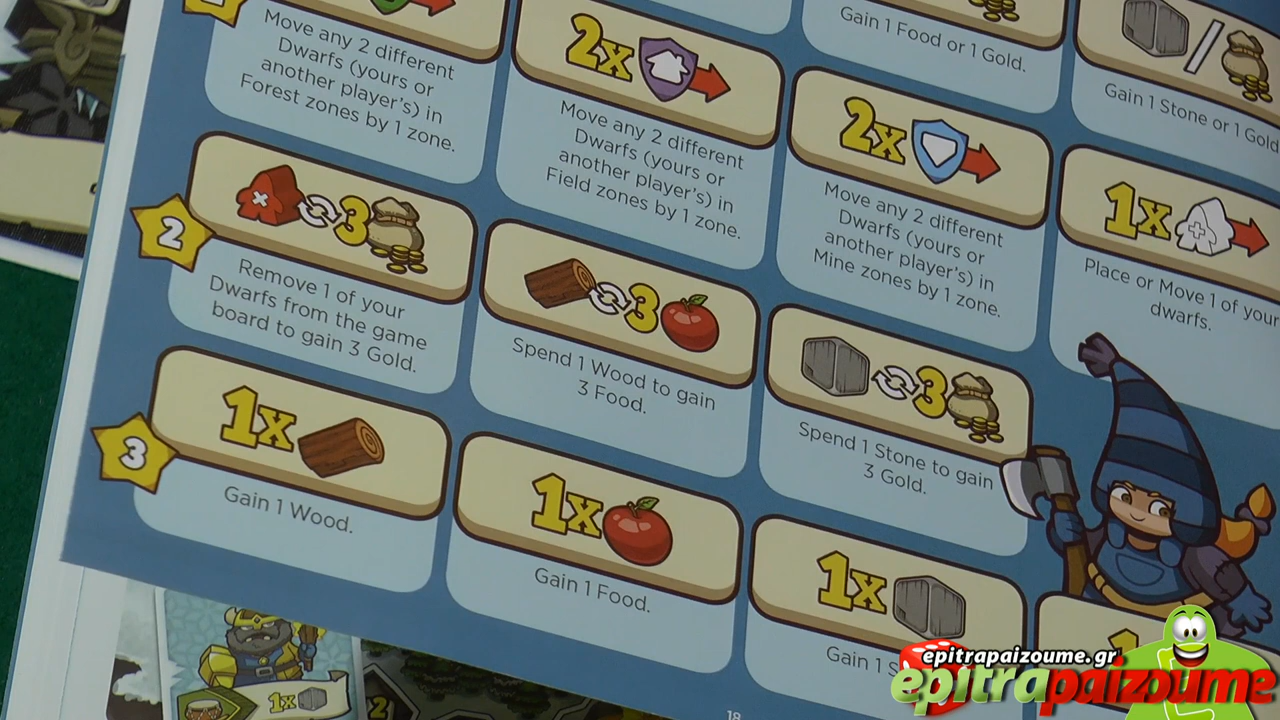 Move any 2 different
Dwarfs (yours or
another player's) in
Forest zones by 1 zone.
2x
Move any 2 different
Dwarfs (yours or
another player's) in
Field zones by 1 zone.
Gain 1 Food or 1 Gold.
2x
Move any 2 different
Dwarfs (yours or
another player's) in
Mine zones by 1 zone.
Gain 1 Stone or 1 Gold
1x
Place or Move 1 of your
dwarfs.
2
3
Remove 1 of your
Dwarfs from the game
board to gain 3 Gold.
3
Spend 1 Wood to gain
3 Food.
3
Spend 1 Stone to gain
3 Gold.
3
1x
Gain 1 Wood.
1x
Gain 1 Food.
1x
Gain 1
18
1x
2
epitrapaizoume.gr
epitrapaizoume